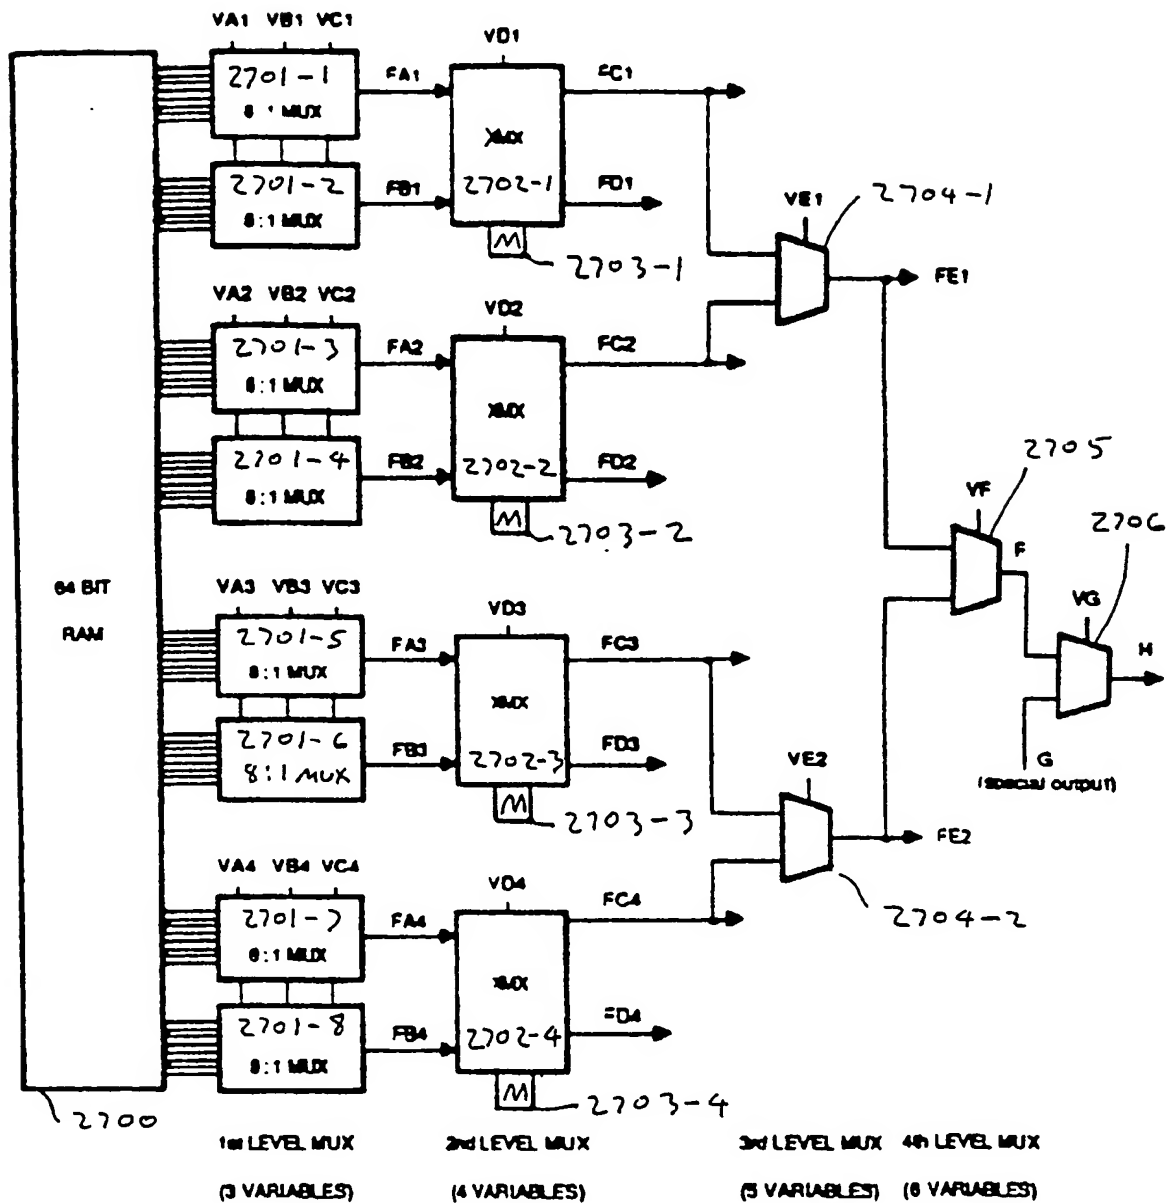 VA1 VB1 VC1
VD1
2701-1
8:1 MUX
FA1
FC1
XMX
2702-1
2701-2
8:1 MUX
FB1
FD1
M
2703-1
VE1
2704-1
FE1
VA2 VB2 VC2
VD2
2701-3
8:1 MUX
FA2
FC2
XMX
2702-2
2701-4
8:1 MUX
FB2
FD2
M
2703-2
2705
VF
F
2706
VG
H
G
(special output)
64 BIT
RAM
VA3 VB3 VC3
VD3
2701-5
8:1 MUX
FA3
FC3
XMX
2702-3
2701-6
8:1 MUX
FB3
FD3
M
2703-3
VE2
FE2
2704-2
VA4 VB4 VC4
VD4
2701-7
8:1 MUX
FA4
FC4
XMX
2702-4
2701-8
8:1 MUX
FB4
FD4
M
2703-4
2700
1st LEVEL MUX 2nd LEVEL MUX 3rd LEVEL MUX 4th LEVEL MUX
(3 VARIABLES) (4 VARIABLES) (5 VARIABLES) (6 VARIABLES)